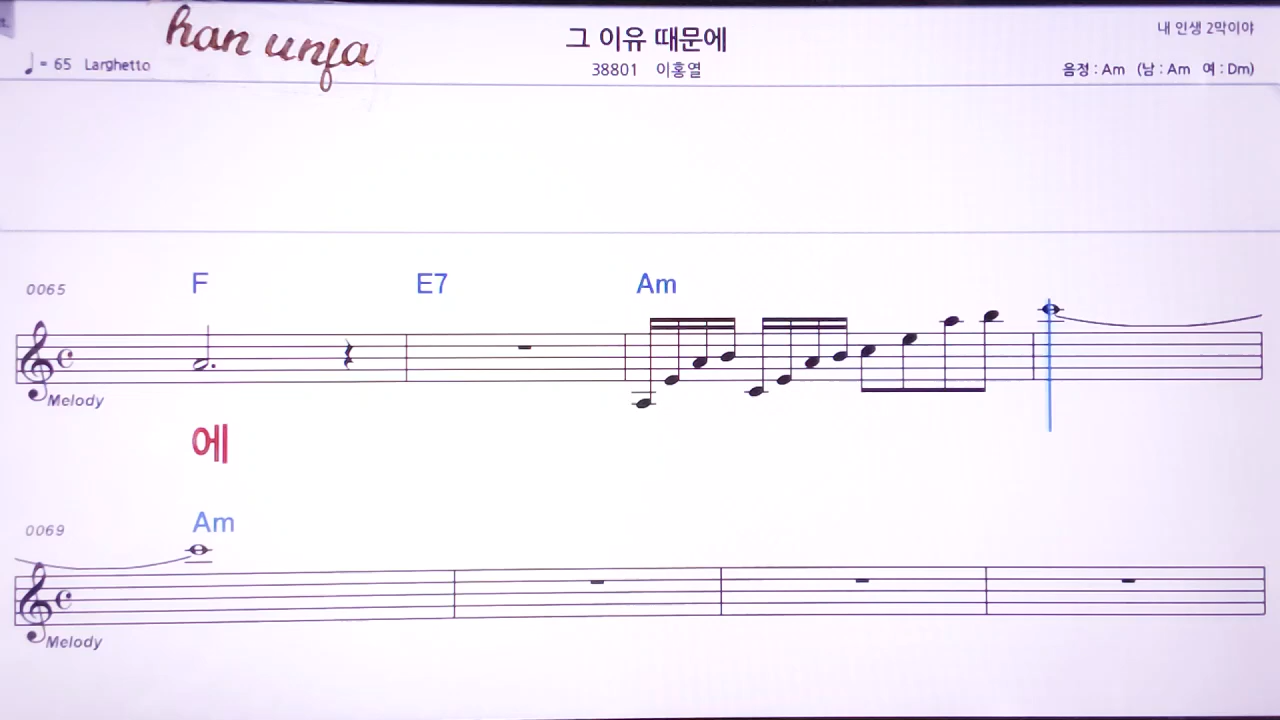 han unfa
그 이유 때문에
내 인생 2막이야
♩= 65 Larghetto
38801 이홍열
음정 : Am (남 : Am 여 : Dm)
0065
F E7 Am
Melody
에
0069
Am
Melody